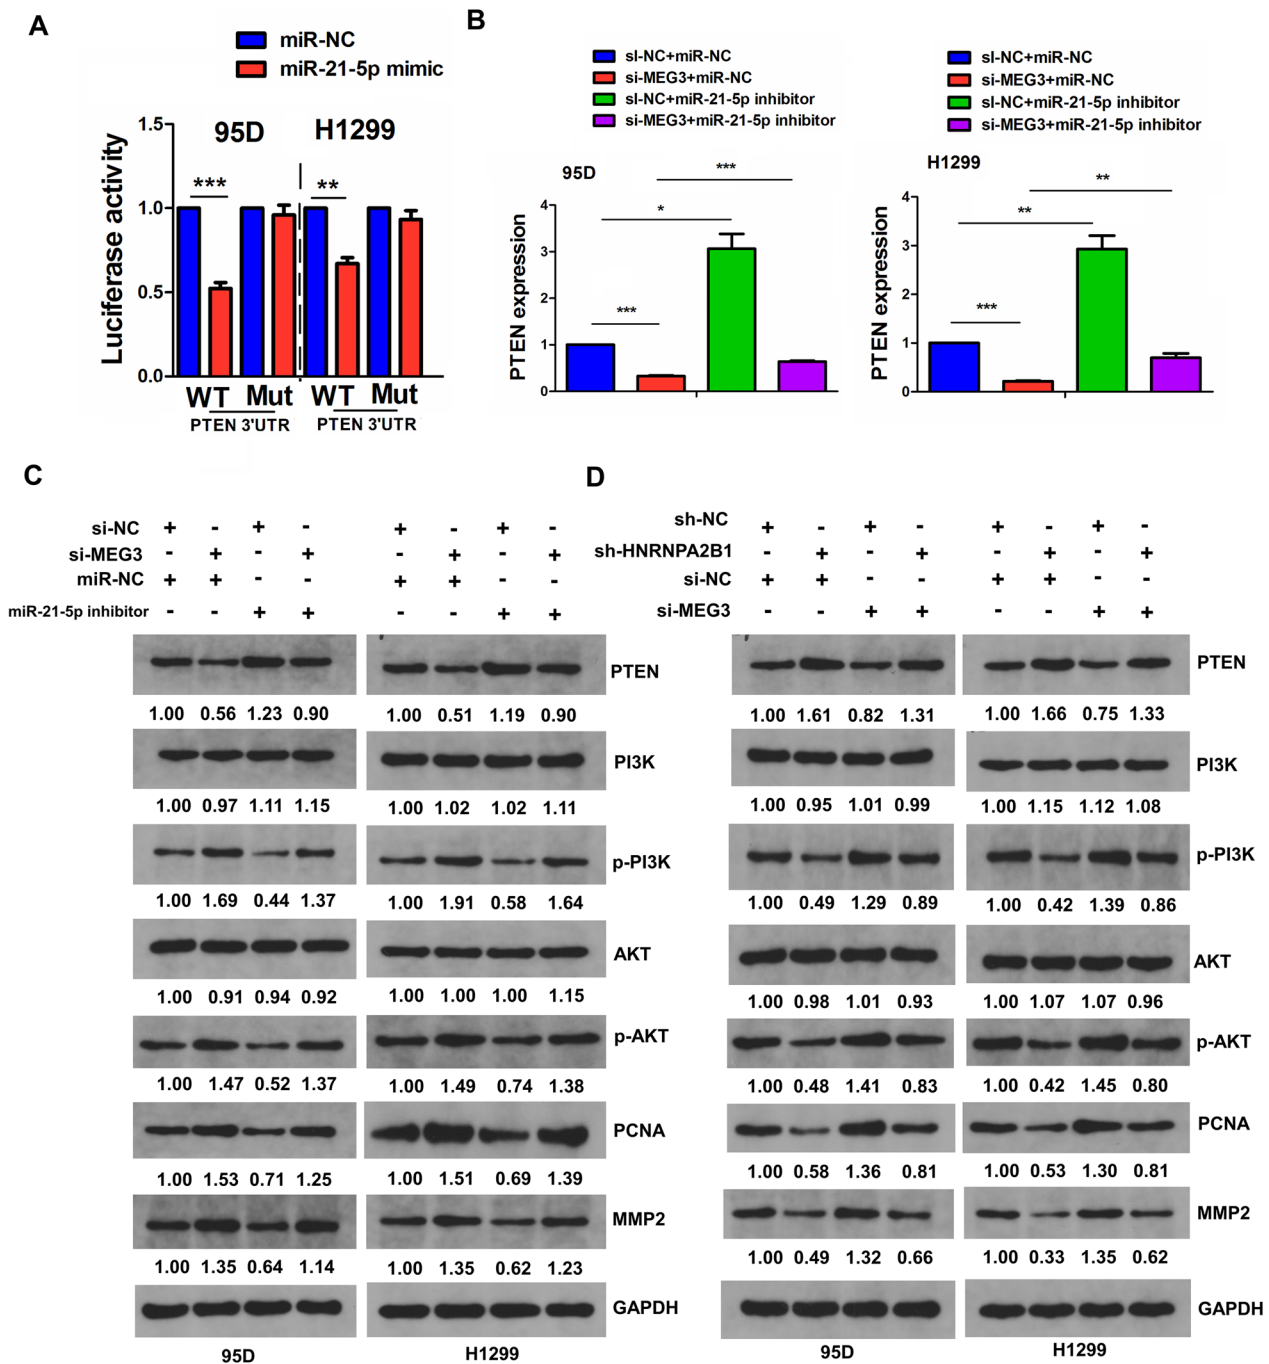 A
miR-NC
miR-21-5p mimic
1.5
1.0
0.5
0.0
Luciferase activity
95D
H1299
***
**
WT Mut WT Mut
PTEN 3'UTR PTEN 3'UTR
B
sI-NC+miR-NC
si-MEG3+miR-NC
sI-NC+miR-21-5p inhibitor
si-MEG3+miR-21-5p inhibitor
95D
PTEN expression
4
3
2
1
0
***
*
***
si-NC+miR-NC
si-MEG3+miR-NC
sI-NC+miR-21-5p inhibitor
si-MEG3+miR-21-5p inhibitor
H1299
PTEN expression
4
3
2
1
0
**
**
***
C
si-NC + - + - + - + -
si-MEG3 - + - + - + - +
miR-NC + + - - + + - -
miR-21-5p inhibitor - - + + - - + +
PTEN
1.00 0.56 1.23 0.90 1.00 0.51 1.19 0.90
PI3K
1.00 0.97 1.11 1.15 1.00 1.02 1.02 1.11
p-PI3K
1.00 1.69 0.44 1.37 1.00 1.91 0.58 1.64
AKT
1.00 0.91 0.94 0.92 1.00 1.00 1.00 1.15
p-AKT
1.00 1.47 0.52 1.37 1.00 1.49 0.74 1.38
PCNA
1.00 1.53 0.71 1.25 1.00 1.51 0.69 1.39
MMP2
1.00 1.35 0.64 1.14 1.00 1.35 0.62 1.23
GAPDH
95D H1299
D
sh-NC + - + - + - + -
sh-HNRNPA2B1 - + - + - + - +
si-NC + + - - + + - -
si-MEG3 - - + + - - + +
PTEN
1.00 1.61 0.82 1.31 1.00 1.66 0.75 1.33
PI3K
1.00 0.95 1.01 0.99 1.00 1.15 1.12 1.08
p-PI3K
1.00 0.49 1.29 0.89 1.00 0.42 1.39 0.86
AKT
1.00 0.98 1.01 0.93 1.00 1.07 1.07 0.96
p-AKT
1.00 0.48 1.41 0.83 1.00 0.42 1.45 0.80
PCNA
1.00 0.58 1.36 0.81 1.00 0.53 1.30 0.81
MMP2
1.00 0.49 1.32 0.66 1.00 0.33 1.35 0.62
GAPDH
95D H1299